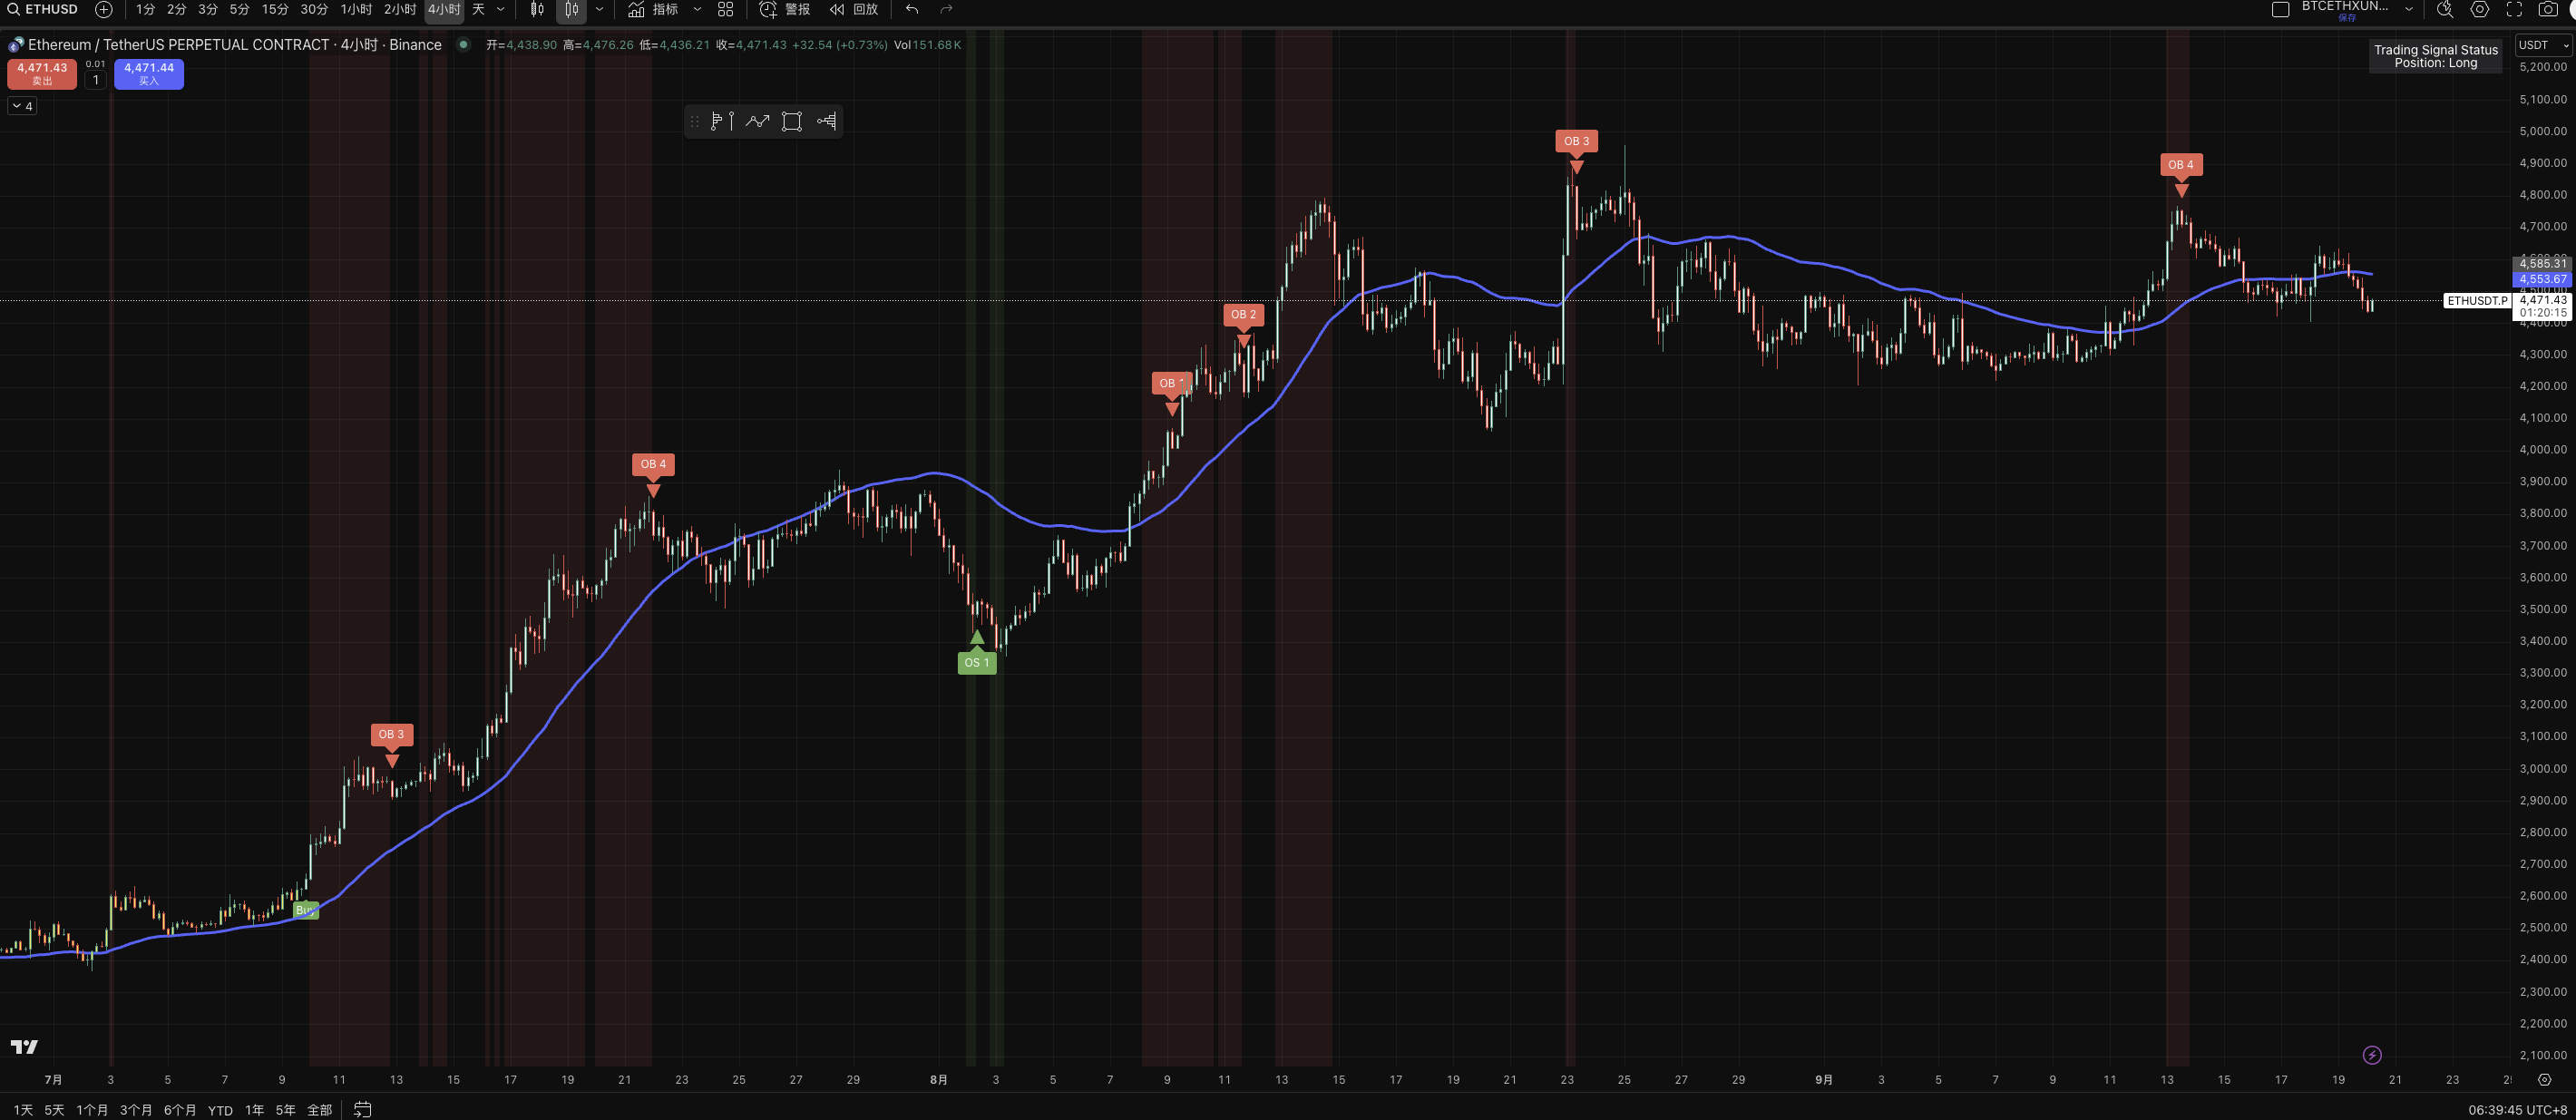 ETHUSD 1分 2分 3分 5分 15分 30分 1小时 2小时 4小时 天 指标 警报 回放 BTCETHXUN...
保存
Ethereum / TetherUS PERPETUAL CONTRACT · 4小时 · Binance 开=4,438.90 高=4,476.26 低=4,436.21 收=4,471.43 +32.54 (+0.73%) Vol151.68 K
Trading Signal Status
Position: Long
USDT
4,471.43
卖出
0.01
1
4,471.44
买入
4
5,200.00
5,100.00
5,000.00
4,900.00
4,800.00
4,700.00
4,585.31
4,553.67
ETHUSDT.P 4,471.43
01:20:15
4,400.00
4,300.00
4,200.00
4,100.00
4,000.00
3,900.00
3,800.00
3,700.00
3,600.00
3,500.00
3,400.00
3,300.00
3,200.00
3,100.00
3,000.00
2,900.00
2,800.00
2,700.00
2,600.00
2,500.00
2,400.00
2,300.00
2,200.00
2,100.00
OB 3
OB 4
OB 2
OB
OB 4
OS 1
OB 3
Buy
7月 3 5 7 9 11 13 15 17 19 21 23 25 27 29 8月 3 5 7 9 11 13 15 17 19 21 23 25 27 29 9月 3 5 7 9 11 13 15 17 19 21 23
1天 5天 1个月 3个月 6个月 YTD 1年 5年 全部
06:39:45 UTC+8